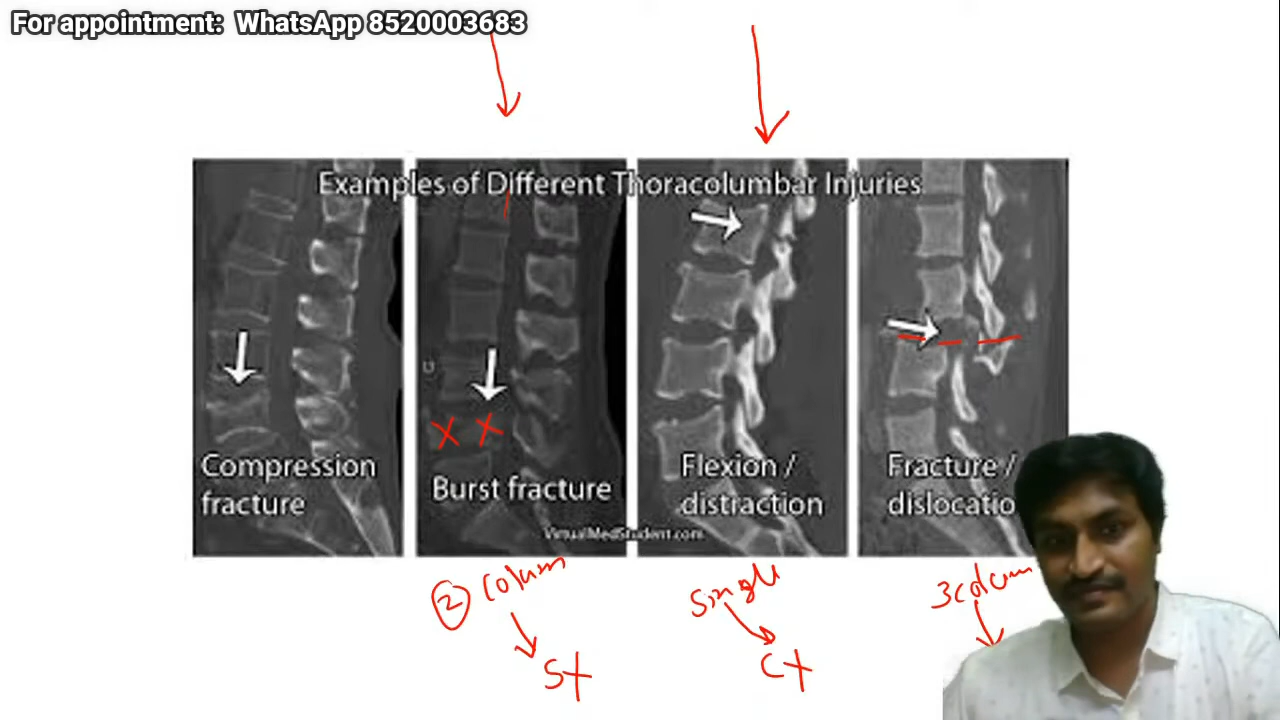 For appointment: WhatsApp 8520003683
Examples of Different Thoracolumbar Injuries
Compression
fracture
Burst fracture
Flexion /
distraction
Fracture /
dislocatio
VirtualMedStudent.com
2 column
single
3 colum
Sx
Cx